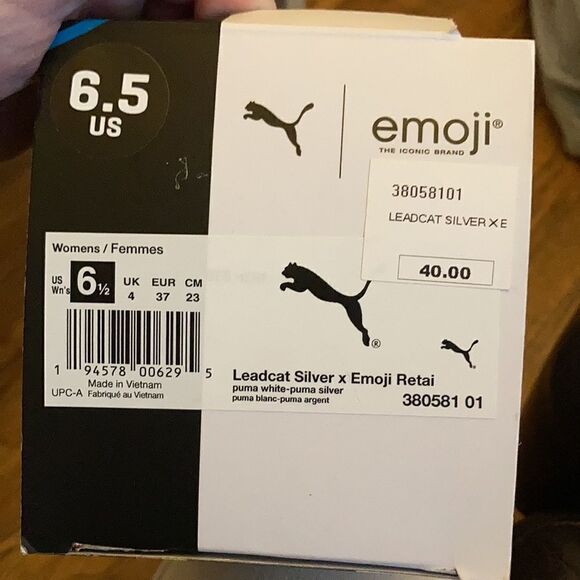 6.5
US
emoji®
THE ICONIC BRAND
38058101
LEADCAT SILVER X E
40.00
Womens / Femmes
US Wn's 6½ UK 4 EUR 37 CM 23
1 94578 00629 5
Made in Vietnam
UPC-A Fabriqué au Vietnam
®
Leadcat Silver x Emoji Retai
puma white-puma silver
puma blanc-puma argent
380581 01